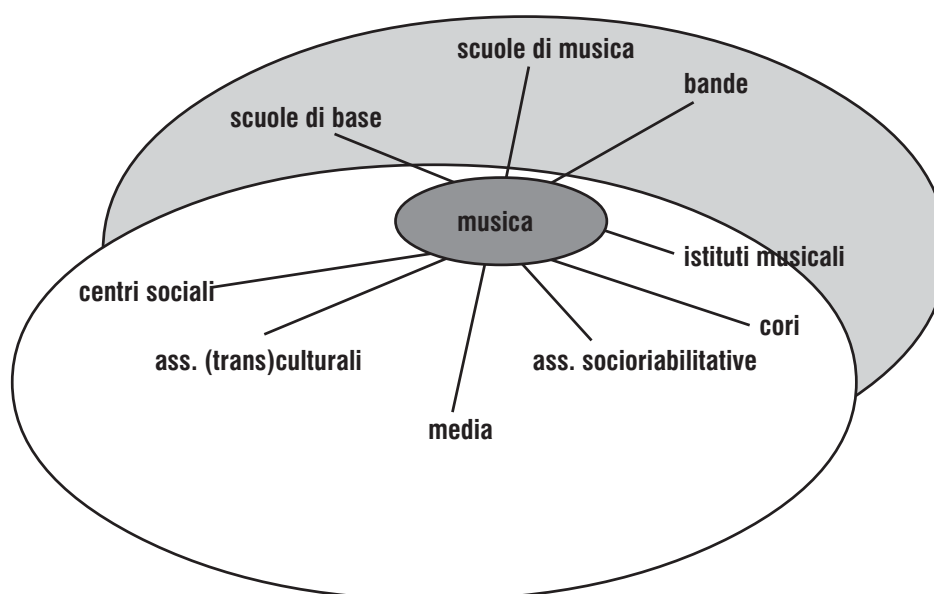 scuole di musica
bande
scuole di base
musica
istituti musicali
centri sociali
cori
ass. (trans)culturali
ass. socioriabilitative
media